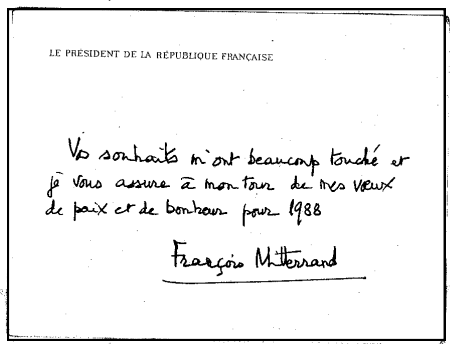 LE PRÉSIDENT DE LA RÉPUBLIQUE FRANÇAISE
Vos souhaits m'ont beaucoup touché et
je vous assure à mon tour de mes vœux
de paix et de bonheur pour 1988
François Mitterrand